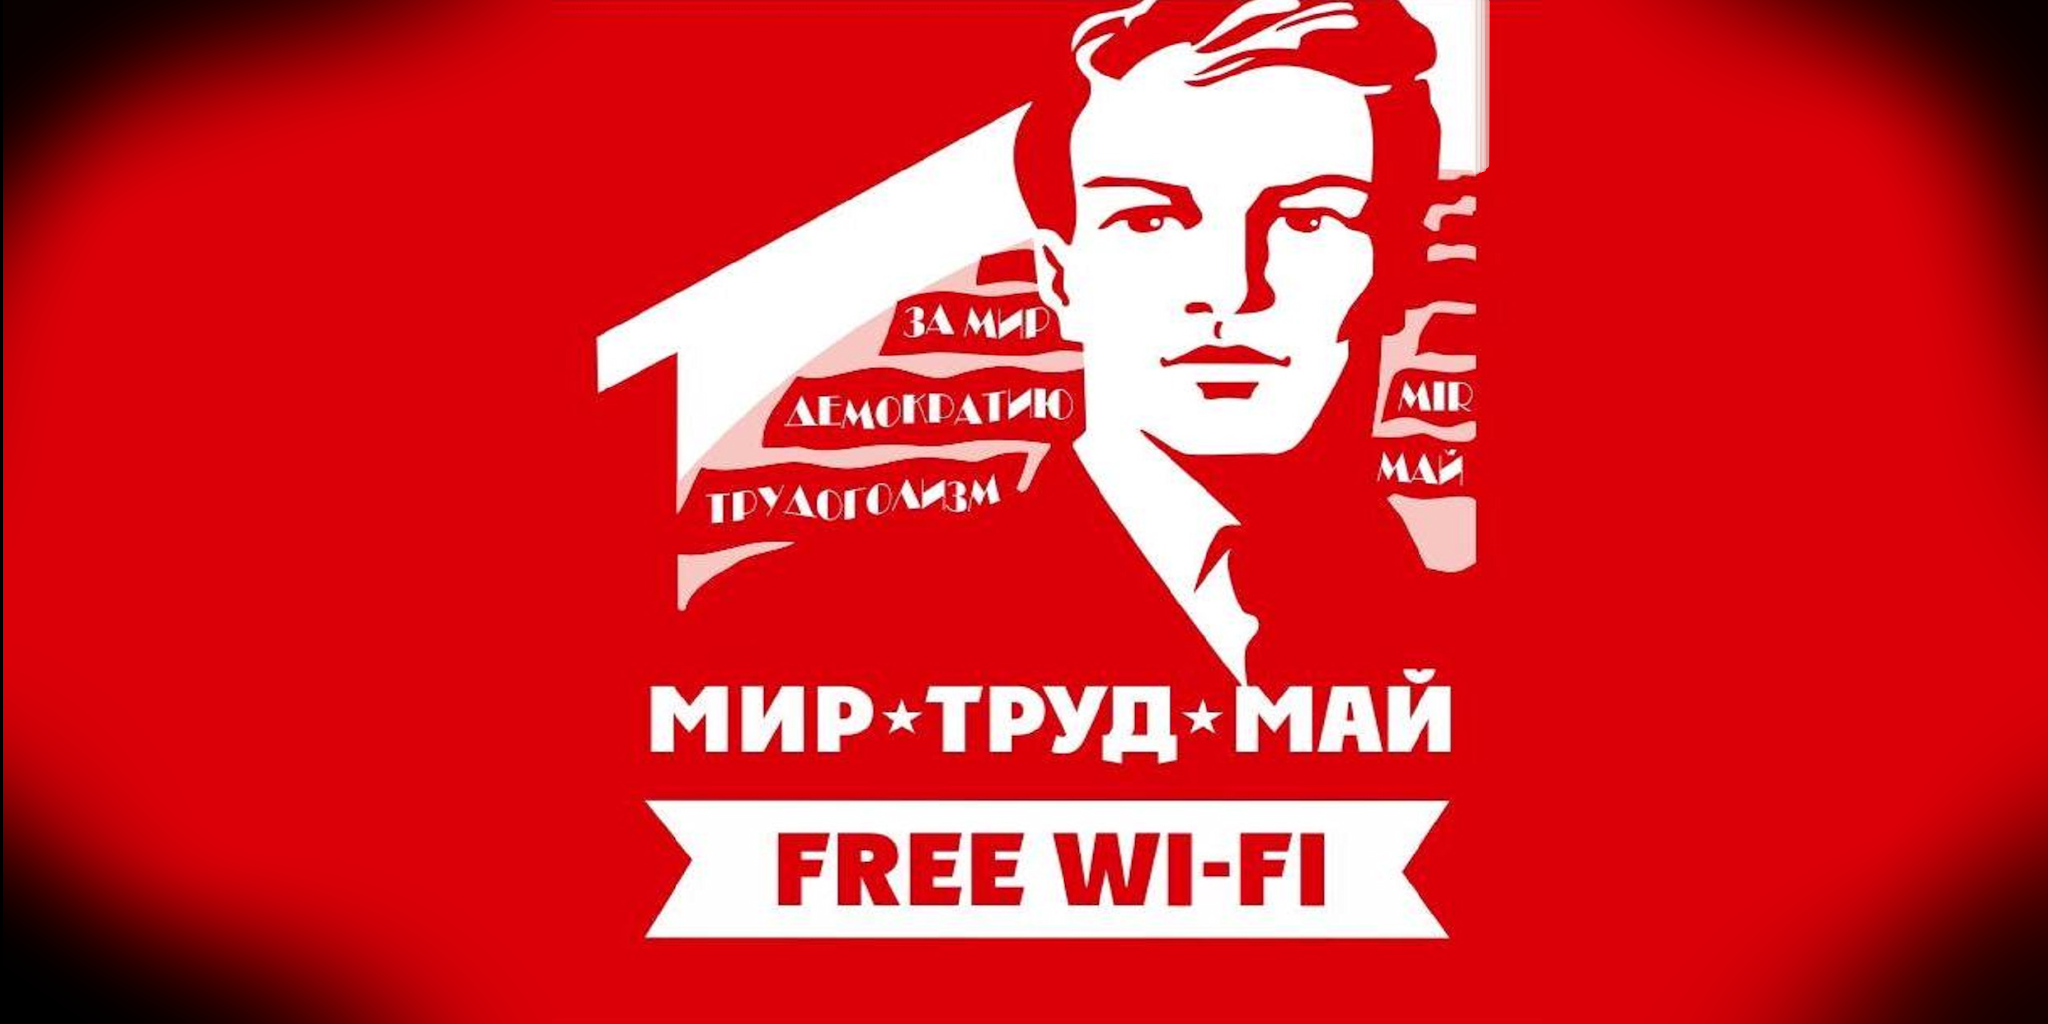 ЗА МИР
ДЕМОКРАТИЮ
ТРУДОГОЛИЗМ
MIR
МАЙ
МИР★ТРУД★МАЙ
FREE WI-FI